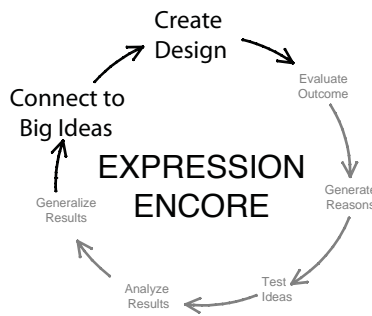 Create
Design
Evaluate
Outcome
Connect to
Big Ideas
EXPRESSION
ENCORE
Generate
Reasons
Generalize
Results
Test
Ideas
Analyze
Results